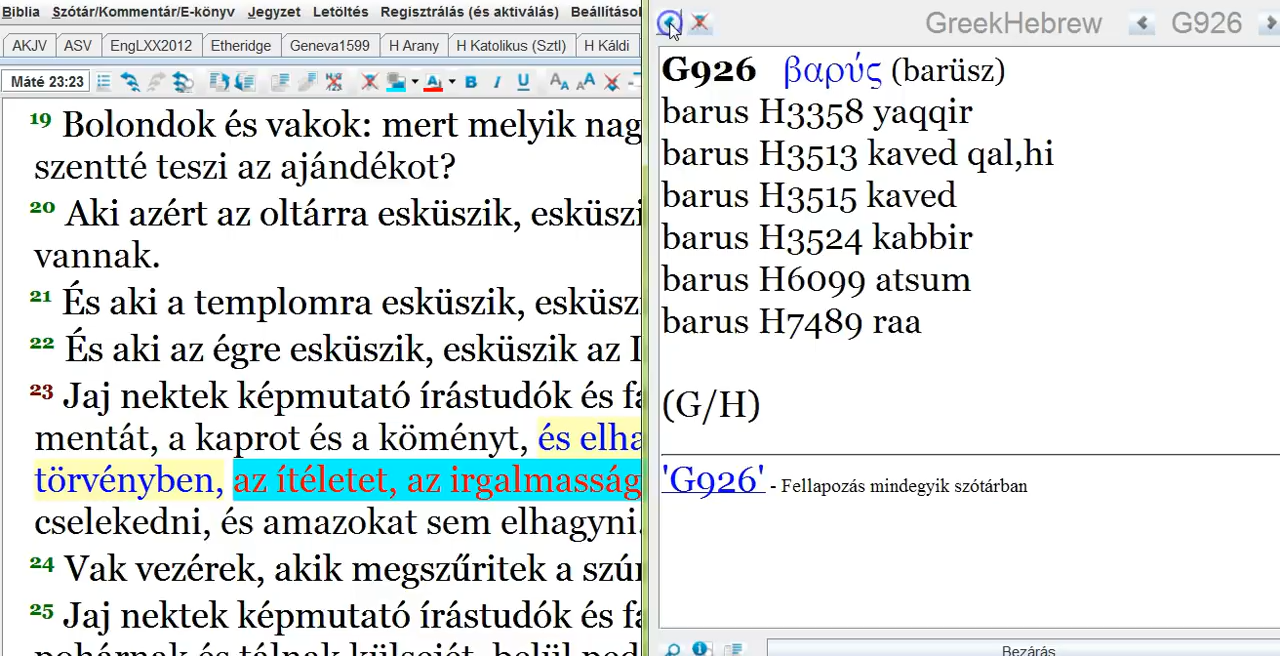 Biblia Szótár/Kommentár/E-könyv Jegyzet Letöltés Regisztrálás (és aktiválás) Beállítások
AKJV ASV EngLXX2012 Etheridge Geneva1599 H Arany H Katolikus (Sztl) H Káldi
Máté 23:23
19 Bolondok és vakok: mert melyik nag
szentté teszi az ajándékot?
20 Aki azért az oltárra esküszik, esküszi
vannak.
21 És aki a templomra esküszik, esküsz
22 És aki az égre esküszik, esküszik az
23 Jaj nektek képmutató írástudók és fa
mentát, a kaprot és a köményt, és elha
törvényben, az ítéletet, az irgalmasság
cselekedni, és amazokat sem elhagyni.
24 Vak vezérek, akik megszűritek a szún
25 Jaj nektek képmutató írástudók és fa
pohárnak és tálnak külsejét, belül ped
GreekHebrew G926
G926 βαρύς (barüsz)
barus H3358 yaqqir
barus H3513 kaved qal,hi
barus H3515 kaved
barus H3524 kabbir
barus H6099 atsum
barus H7489 raa
(G/H)
'G926' - Fellapozás mindegyik szótárban
Bezárás